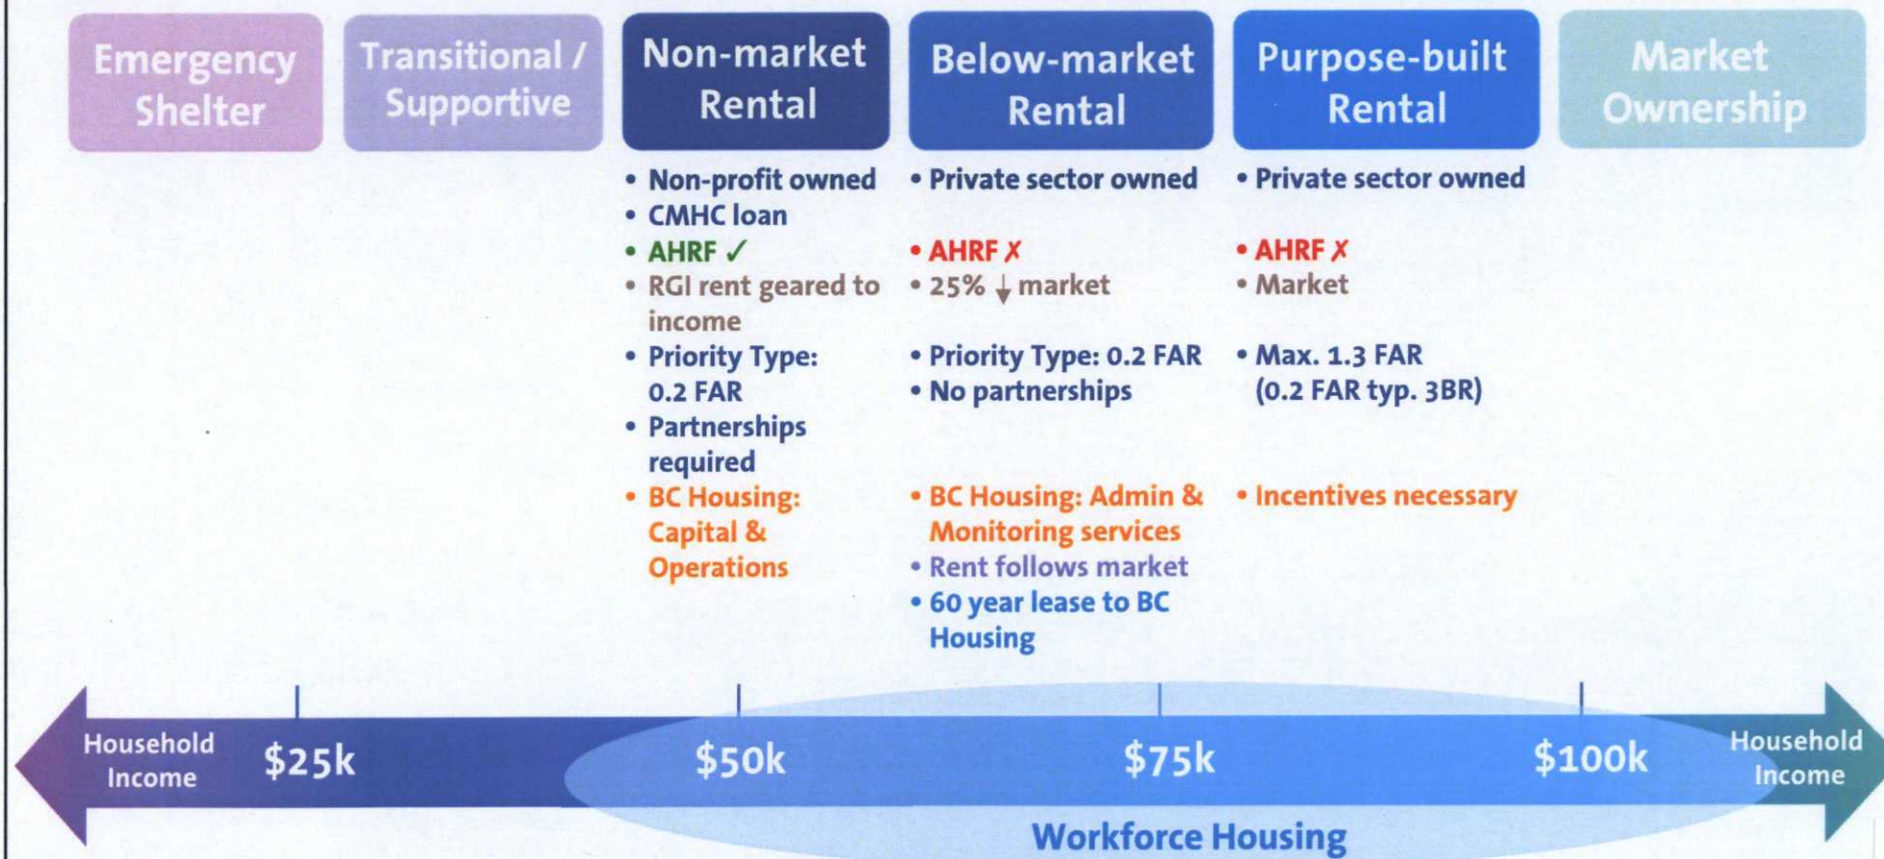 Emergency
Shelter
Transitional /
Supportive
Non-market
Rental
Below-market
Rental
Purpose-built
Rental
Market
Ownership
• Non-profit owned
• CMHC loan
• AHRF ✓
• RGI rent geared to
income
• Priority Type:
0.2 FAR
• Partnerships
required
• BC Housing:
Capital &
Operations
• Private sector owned
• AHRF ✗
• 25% ↓ market
• Priority Type: 0.2 FAR
• No partnerships
• BC Housing: Admin &
Monitoring services
• Rent follows market
• 60 year lease to BC
Housing
• Private sector owned
• AHRF ✗
• Market
• Max. 1.3 FAR
(0.2 FAR typ. 3BR)
• Incentives necessary
Household
Income
$25k
$50k
$75k
$100k
Household
Income
Workforce Housing